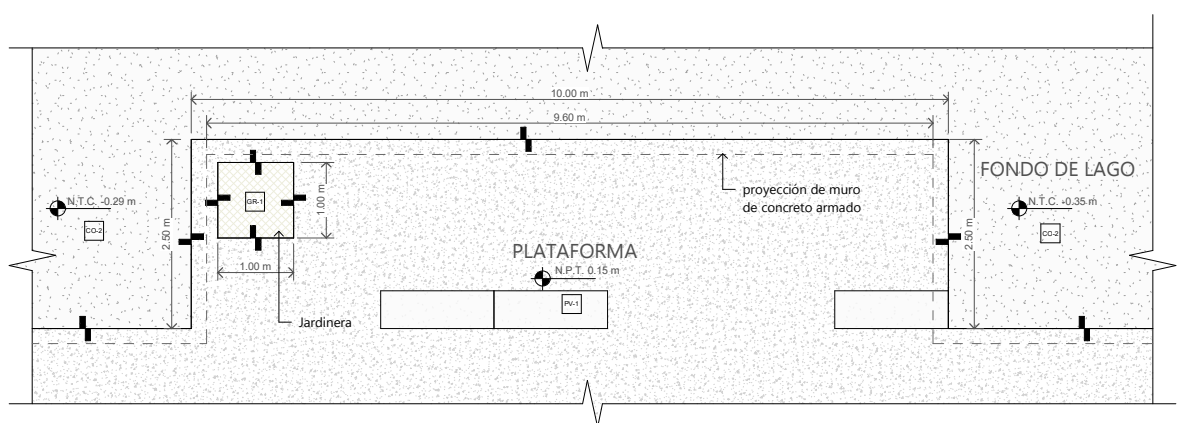 10.00 m
9.60 m
FONDO DE LAGO
proyección de muro
de concreto armado
N.T.C. -0.29 m
CO-2
2.50 m
GR-1
1.00 m
1.00 m
Jardinera
PLATAFORMA
N.P.T. 0.15 m
PV-1
2.50 m
N.T.C. -0.35 m
CO-2